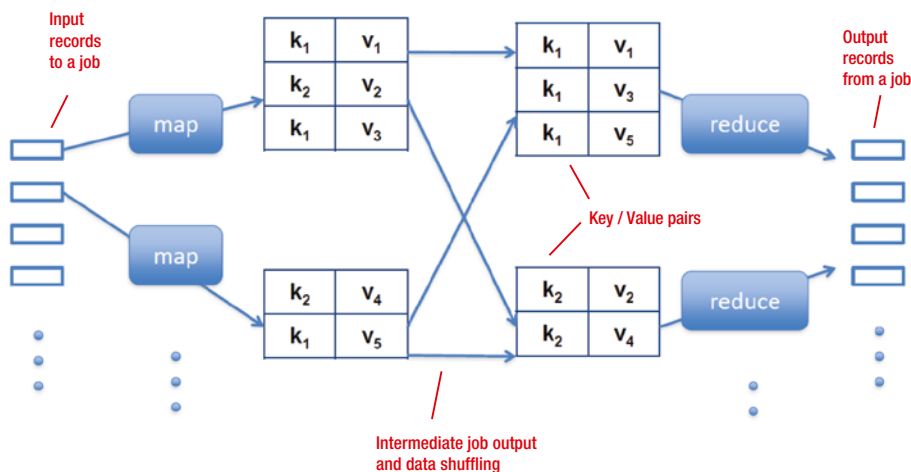 Input
records
to a job
map
map
k₁ v₁
k₂ v₂
k₁ v₃
k₂ v₄
k₁ v₅
Intermediate job output
and data shuffling
k₁ v₁
k₁ v₃
k₁ v₅
Key / Value pairs
k₂ v₂
k₂ v₄
reduce
reduce
Output
records
from a job